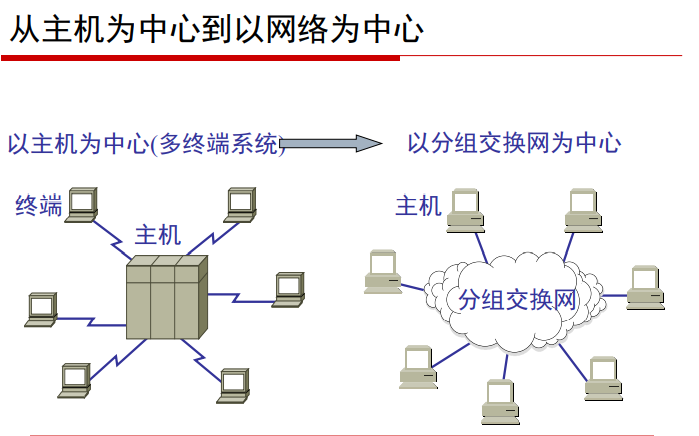 从主机为中心到以网络为中心
以主机为中心(多终端系统)
以分组交换网为中心
终端
主机
主机
分组交换网